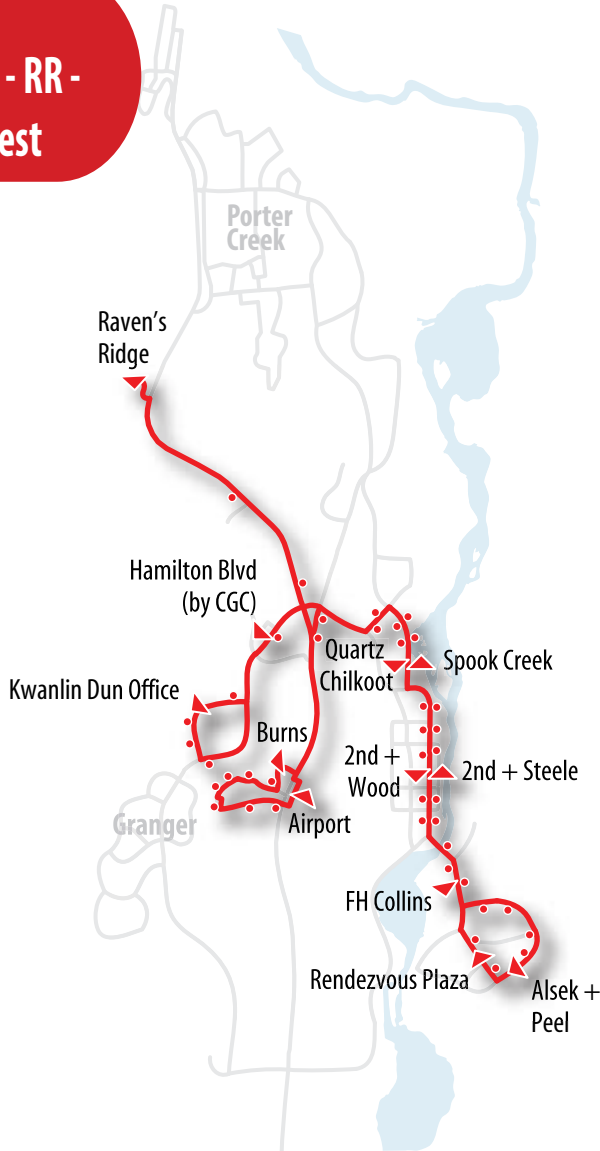 - RR -
est
Porter
Creek
Raven's
Ridge
Hamilton Blvd
(by CGC)
Quartz
Chilkoot
Spook Creek
Kwanlin Dun Office
Burns
2nd +
Wood
2nd + Steele
Granger
Airport
FH Collins
Rendezvous Plaza
Alsek +
Peel